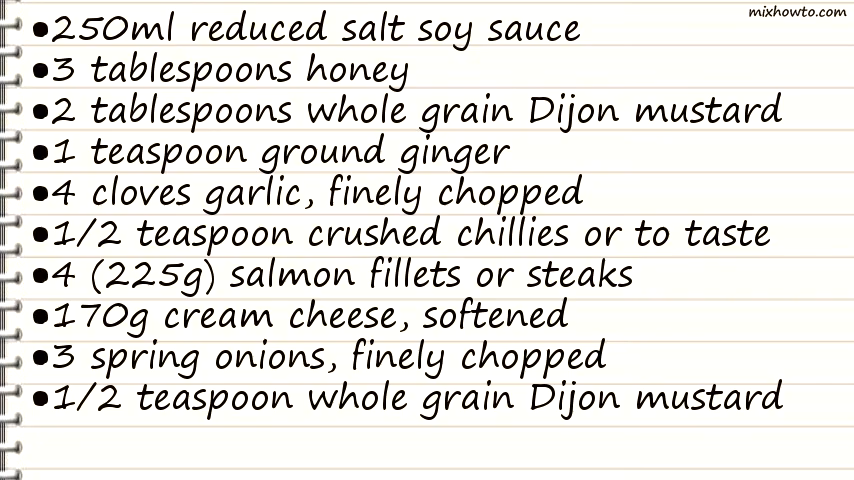 mixhowto.com
•250ml reduced salt soy sauce
•3 tablespoons honey
•2 tablespoons whole grain Dijon mustard
•1 teaspoon ground ginger
•4 cloves garlic, finely chopped
•1/2 teaspoon crushed chillies or to taste
•4 (225g) salmon fillets or steaks
•170g cream cheese, softened
•3 spring onions, finely chopped
•1/2 teaspoon whole grain Dijon mustard